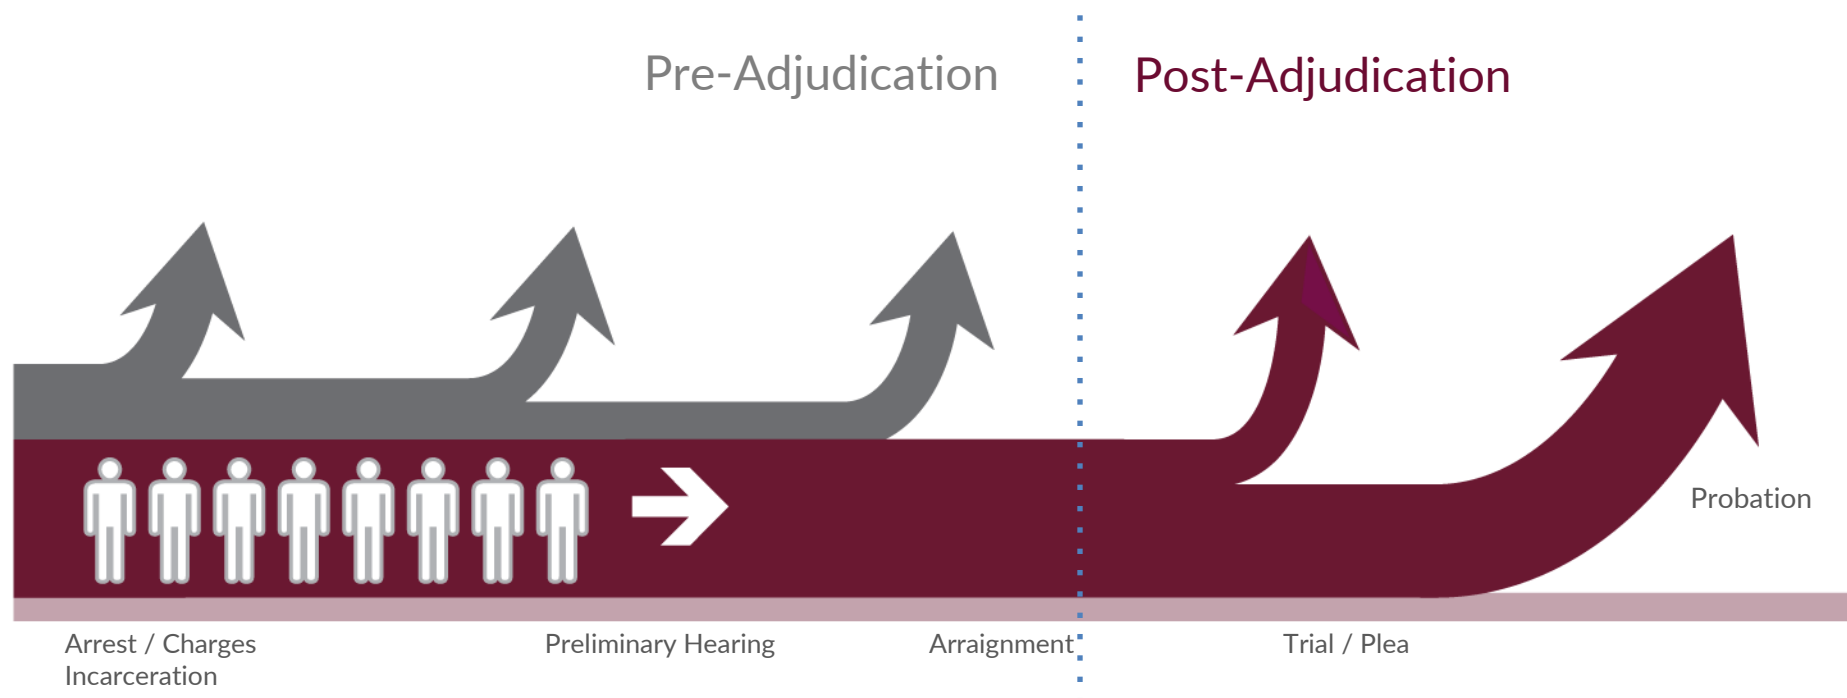 Pre-Adjudication
Post-Adjudication
Probation
Arrest / Charges
Incarceration
Preliminary Hearing
Arraignment
Trial / Plea